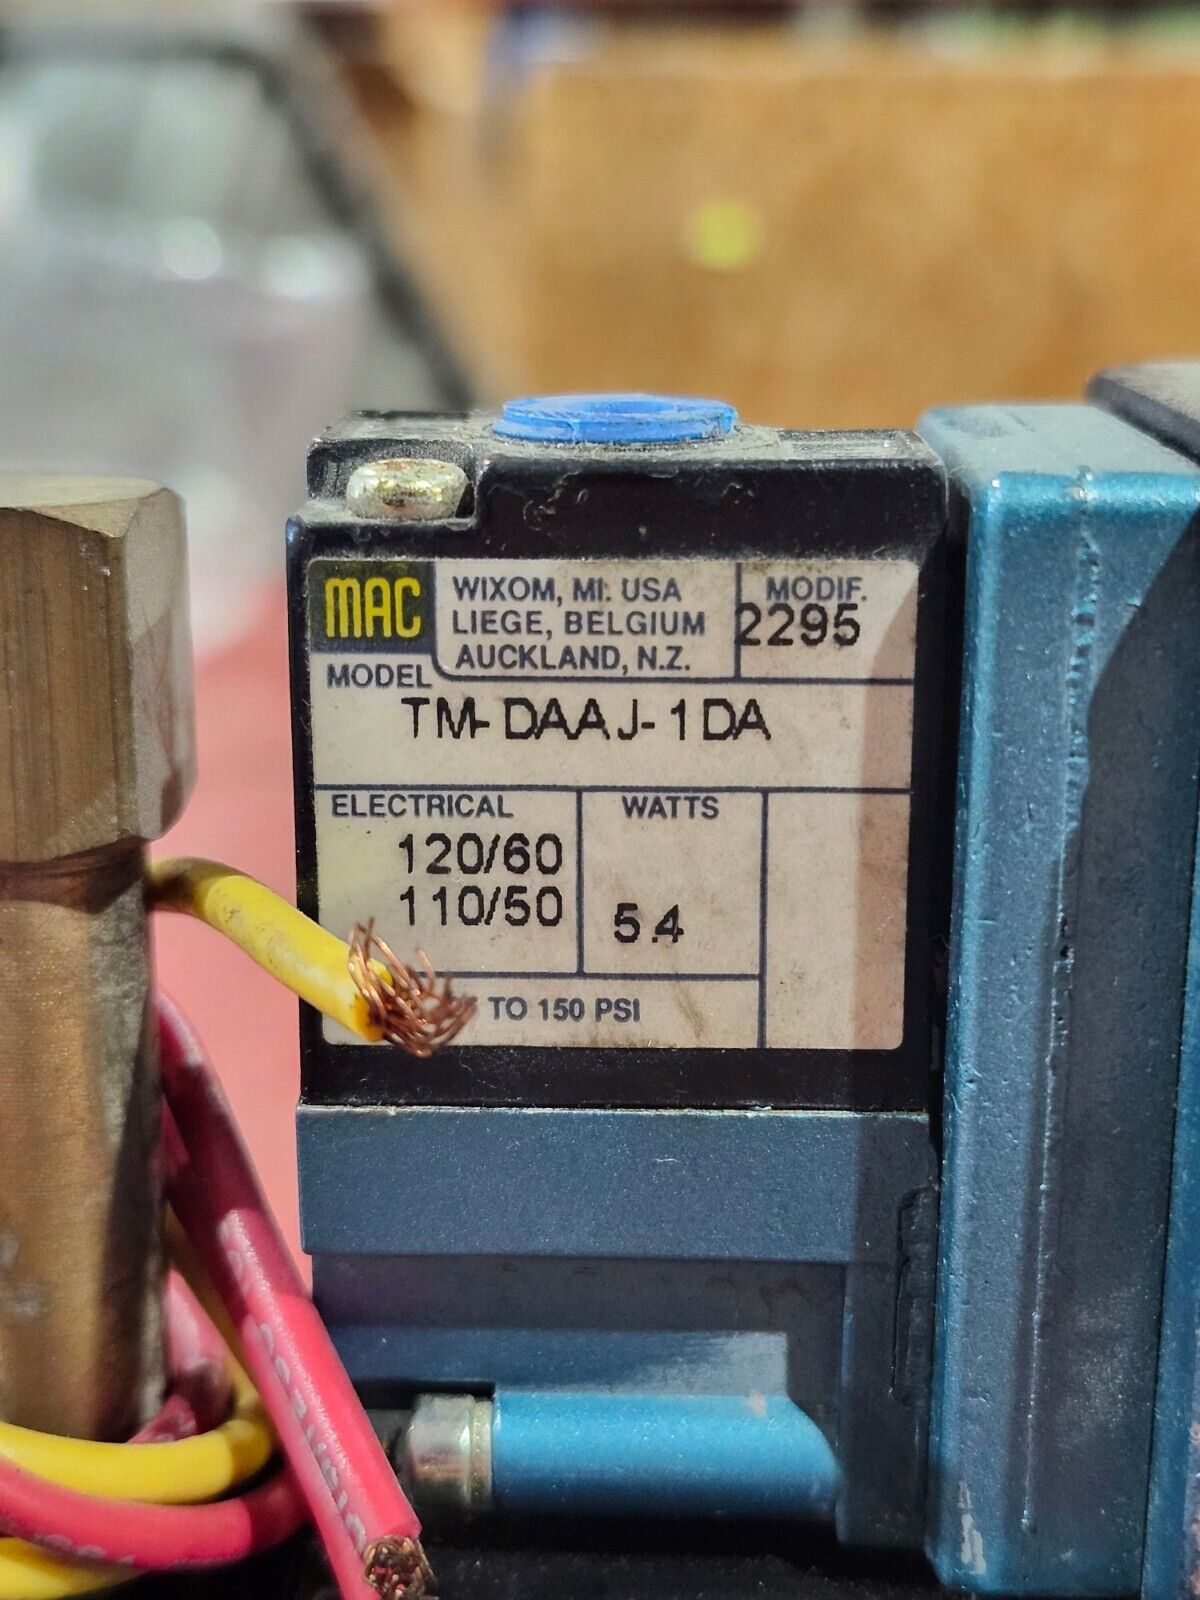 MAC
WIXOM, MI. USA
LIEGE, BELGIUM
AUCKLAND, N.Z.
MODIF.
2295
MODEL
TM-DAAJ-1DA
ELECTRICAL
120/60
110/50
WATTS
5.4
TO 150 PSI